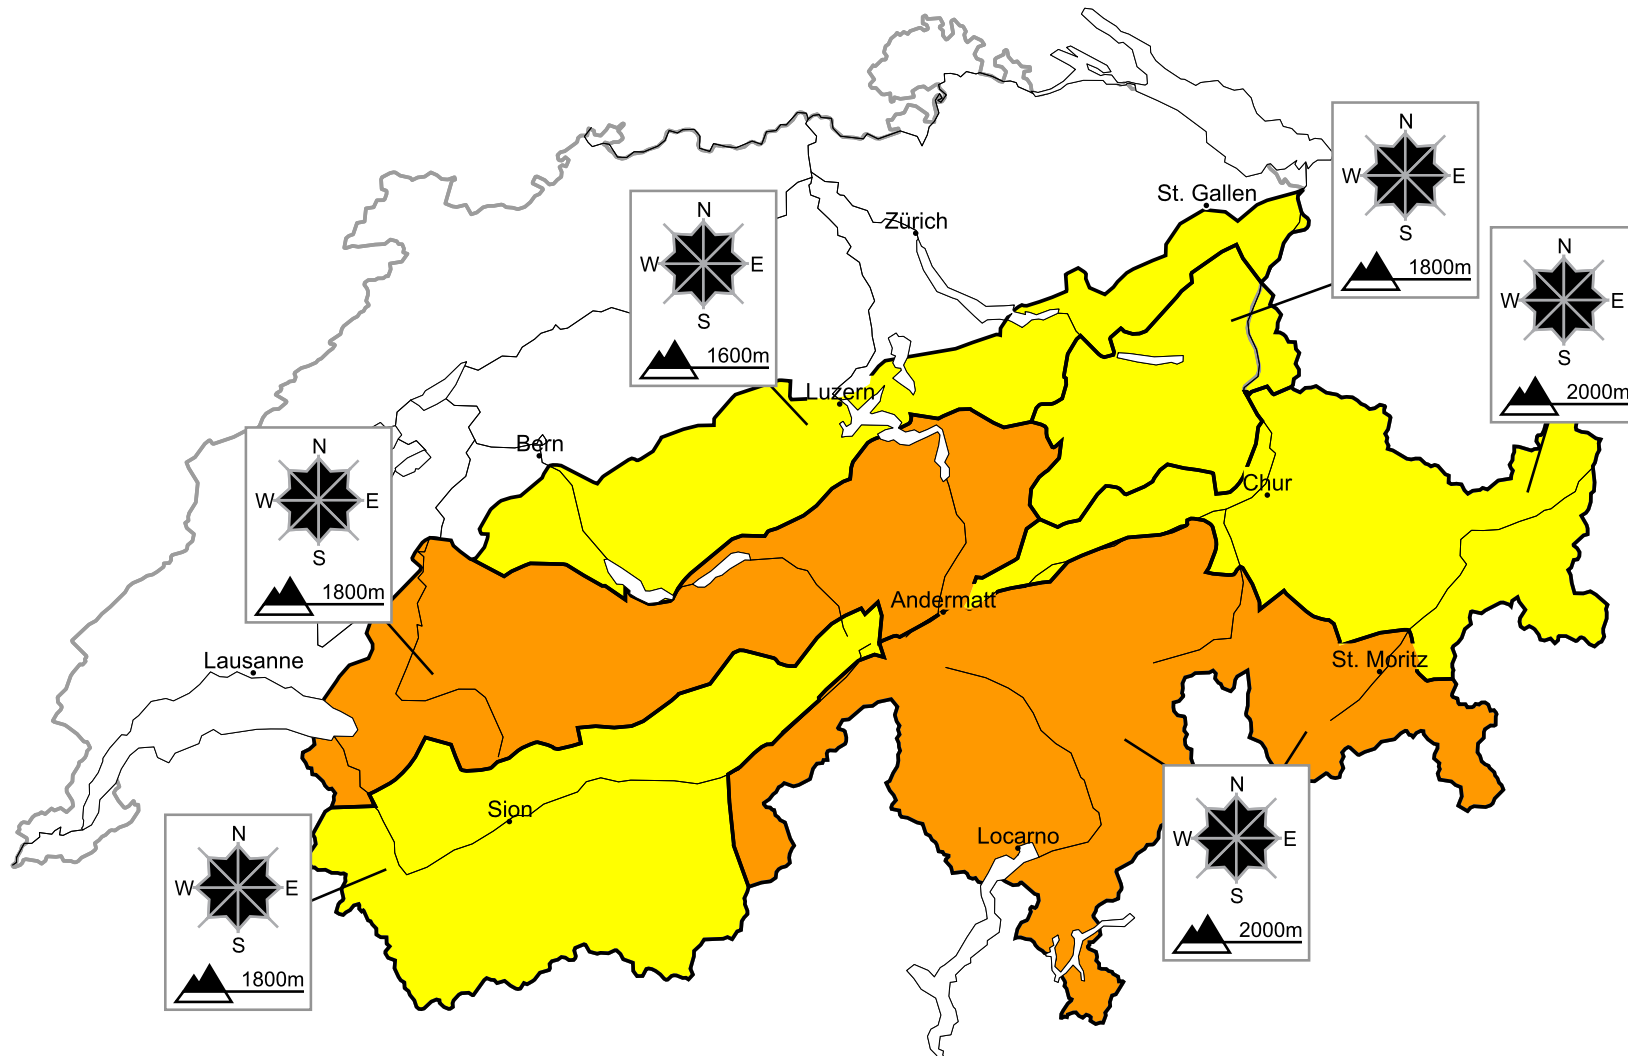 N
W E
S
1800m
St. Gallen
N
W E
S
2000m
Zürich
N
W E
S
1600m
Luzern
Bern
N
W E
S
1800m
Chur
Andermatt
Lausanne
St. Moritz
Sion
Locarno
N
W E
S
2000m
N
W E
S
1800m